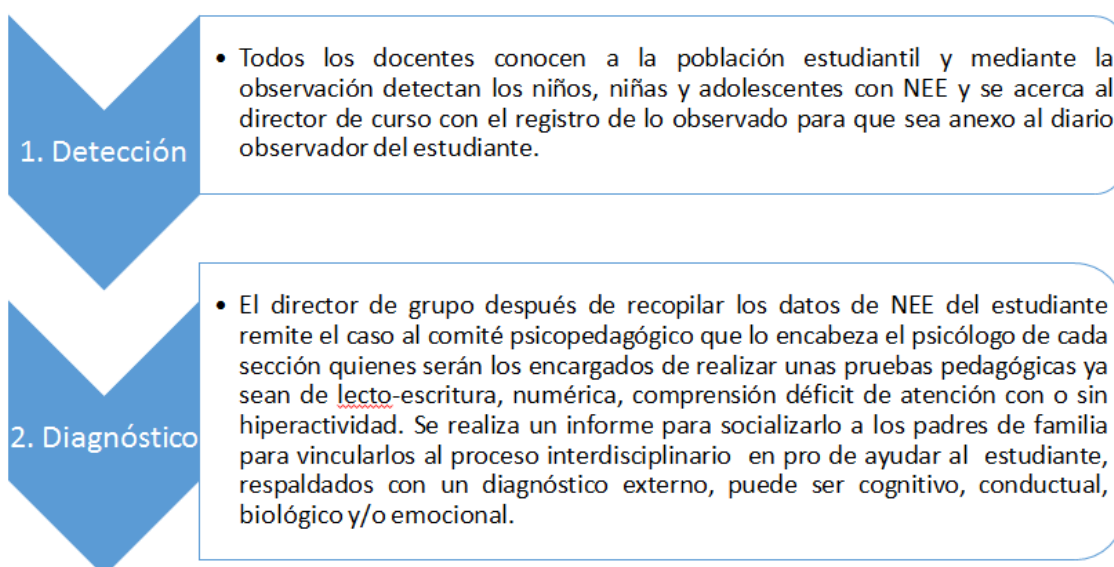 1. Detección
• Todos los docentes conocen a la población estudiantil y mediante la
observación detectan los niños, niñas y adolescentes con NEE y se acerca al
director de curso con el registro de lo observado para que sea anexo al diario
observador del estudiante.
2. Diagnóstico
• El director de grupo después de recopilar los datos de NEE del estudiante
remite el caso al comité psicopedagógico que lo encabeza el psicólogo de cada
sección quienes serán los encargados de realizar unas pruebas pedagógicas ya
sean de lecto-escritura, numérica, comprensión déficit de atención con o sin
hiperactividad. Se realiza un informe para socializarlo a los padres de familia
para vincularlos al proceso interdisciplinario en pro de ayudar al estudiante,
respaldados con un diagnóstico externo, puede ser cognitivo, conductual,
biológico y/o emocional.